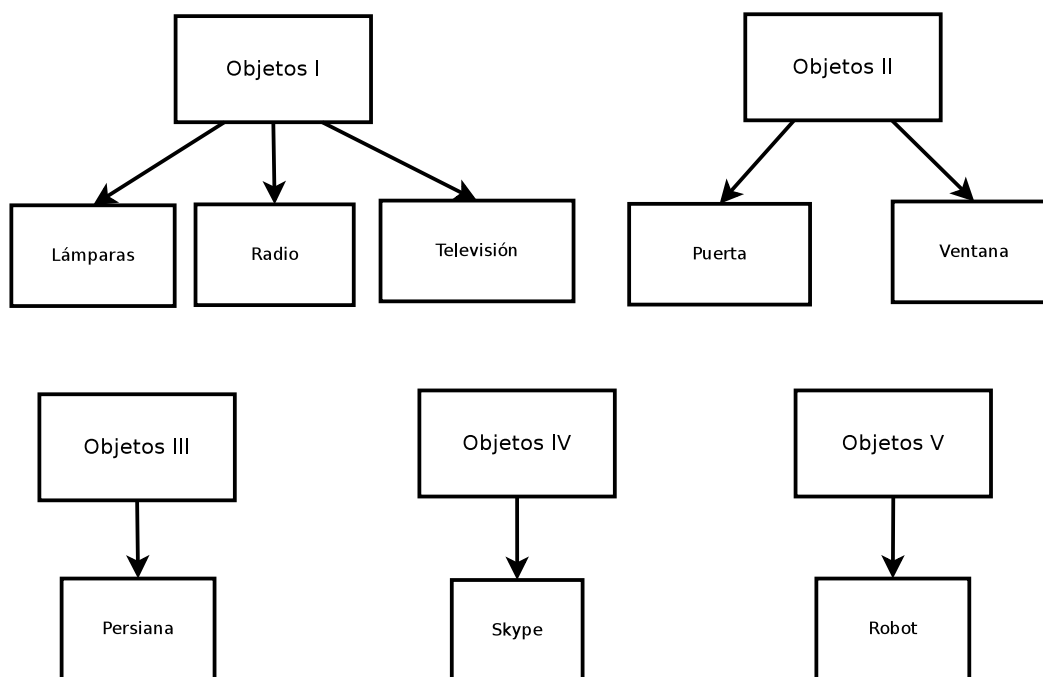 Objetos I
Objetos II
Lámparas
Radio
Televisión
Puerta
Ventana
Objetos III
Objetos IV
Objetos V
Persiana
Skype
Robot